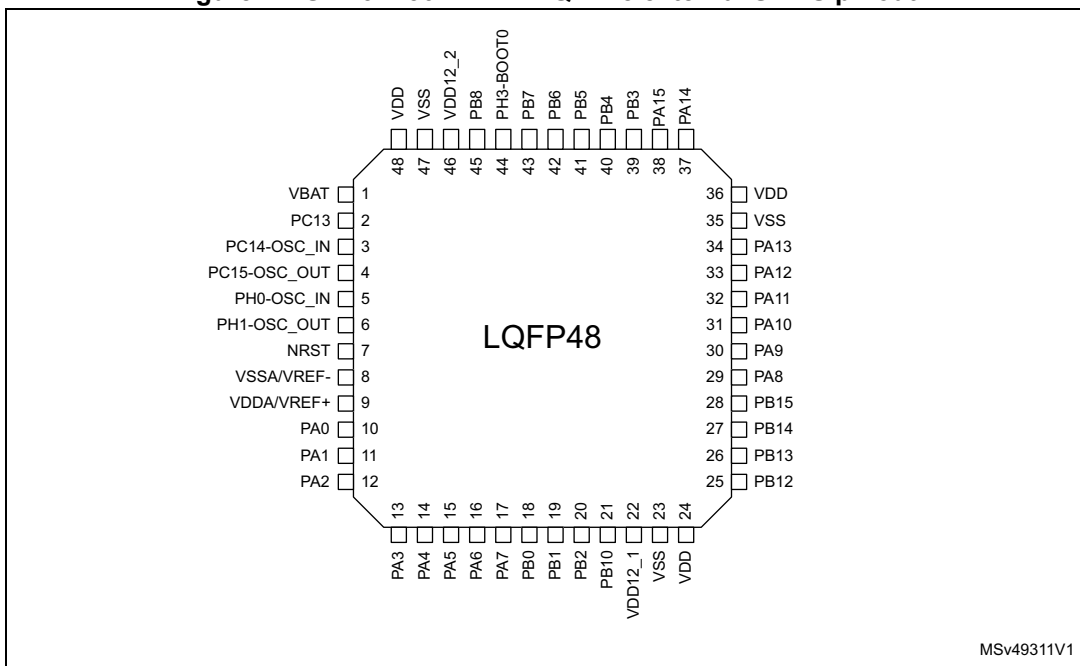 VDD
VSS
VDD12_2
PB8
PH3-BOOT0
PB7
PB6
PB5
PB4
PB3
PA15
PA14
48
47
46
45
44
43
42
41
40
39
38
37
VBAT 1
PC13 2
PC14-OSC_IN 3
PC15-OSC_OUT 4
PH0-OSC_IN 5
PH1-OSC_OUT 6
NRST 7
VSSA/VREF- 8
VDDA/VREF+ 9
PA0 10
PA1 11
PA2 12
LQFP48
36 VDD
35 VSS
34 PA13
33 PA12
32 PA11
31 PA10
30 PA9
29 PA8
28 PB15
27 PB14
26 PB13
25 PB12
13
14
15
16
17
18
19
20
21
22
23
24
PA3
PA4
PA5
PA6
PA7
PB0
PB1
PB2
PB10
VDD12_1
VSS
VDD
MSv49311V1